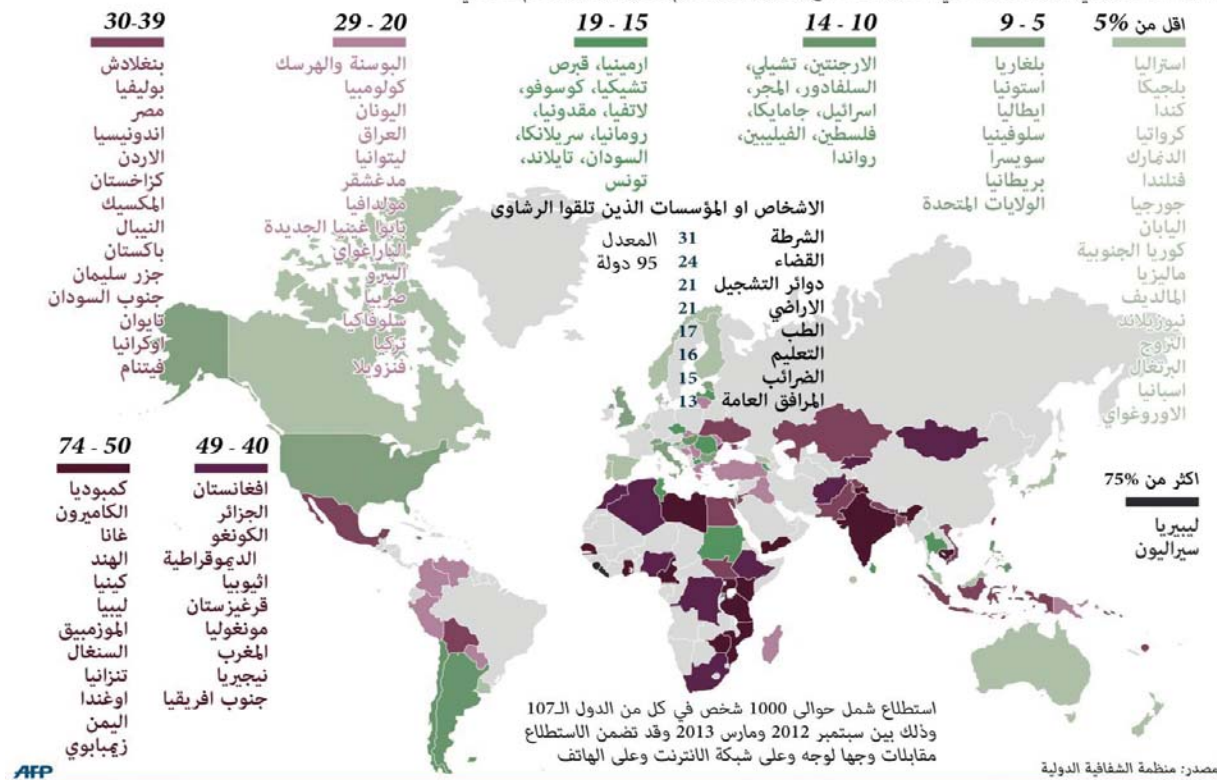 اقل من 5%
استراليا
بلجيكا
كندا
كرواتيا
الدنمارك
فنلندا
جورجيا
اليابان
كوريا الجنوبية
ماليزيا
المالديف
نيوزيلاند
النروج
البرتغال
اسبانيا
الاوروغواي
5 - 9
بلغاريا
استونيا
ايطاليا
سلوفينيا
سويسرا
بريطانيا
الولايات المتحدة
10 - 14
الارجنتين، تشيلي،
السلفادور، المجر،
اسرائيل، جامايكا،
فلسطين، الفيليبين،
رواندا
15 - 19
ارمينيا، قبرص
تشيكيا، كوسوفو،
لاتفيا، مقدونيا،
رومانيا، سريلانكا،
السودان، تايلاند،
تونس
20 - 29
البوسنة والهرسك
كولومبيا
اليونان
العراق
ليتوانيا
مدغشقر
مولدافيا
بابوا غينيا الجديدة
الباراغواي
البيرو
صربيا
سلوفاكيا
تركيا
فنزويلا
30-39
بنغلادش
بوليفيا
مصر
اندونيسيا
الاردن
كزاخستان
المكسيك
النيبال
باكستان
جزر سليمان
جنوب السودان
تايوان
اوكرانيا
فيتنام
الاشخاص او المؤسسات الذين تلقوا الرشاوى
المعدل
95 دولة
الشرطة 31
القضاء 24
دوائر التشجيل 21
الاراضي 21
الطب 17
التعليم 16
الضرائب 15
المرافق العامة 13
اكثر من 75%
ليبيريا
سيراليون
40 - 49
افغانستان
الجزائر
الكونغو
الديموقراطية
اثيوبيا
قرغيزستان
مونغوليا
المغرب
نيجيريا
جنوب افريقيا
50 - 74
كمبوديا
الكاميرون
غانا
الهند
كينيا
ليبيا
الموزمبيق
السنغال
تنزانيا
اوغندا
اليمن
زيمبابوي
استطلاع شمل حوالى 1000 شخص في كل من الدول الـ107
وذلك بين سبتمبر 2012 ومارس 2013 وقد تضمن الاستطلاع
مقابلات وجها لوجه وعلى شبكة الانترنت وعلى الهاتف
مصدر: منظمة الشفافية الدولية
AFP